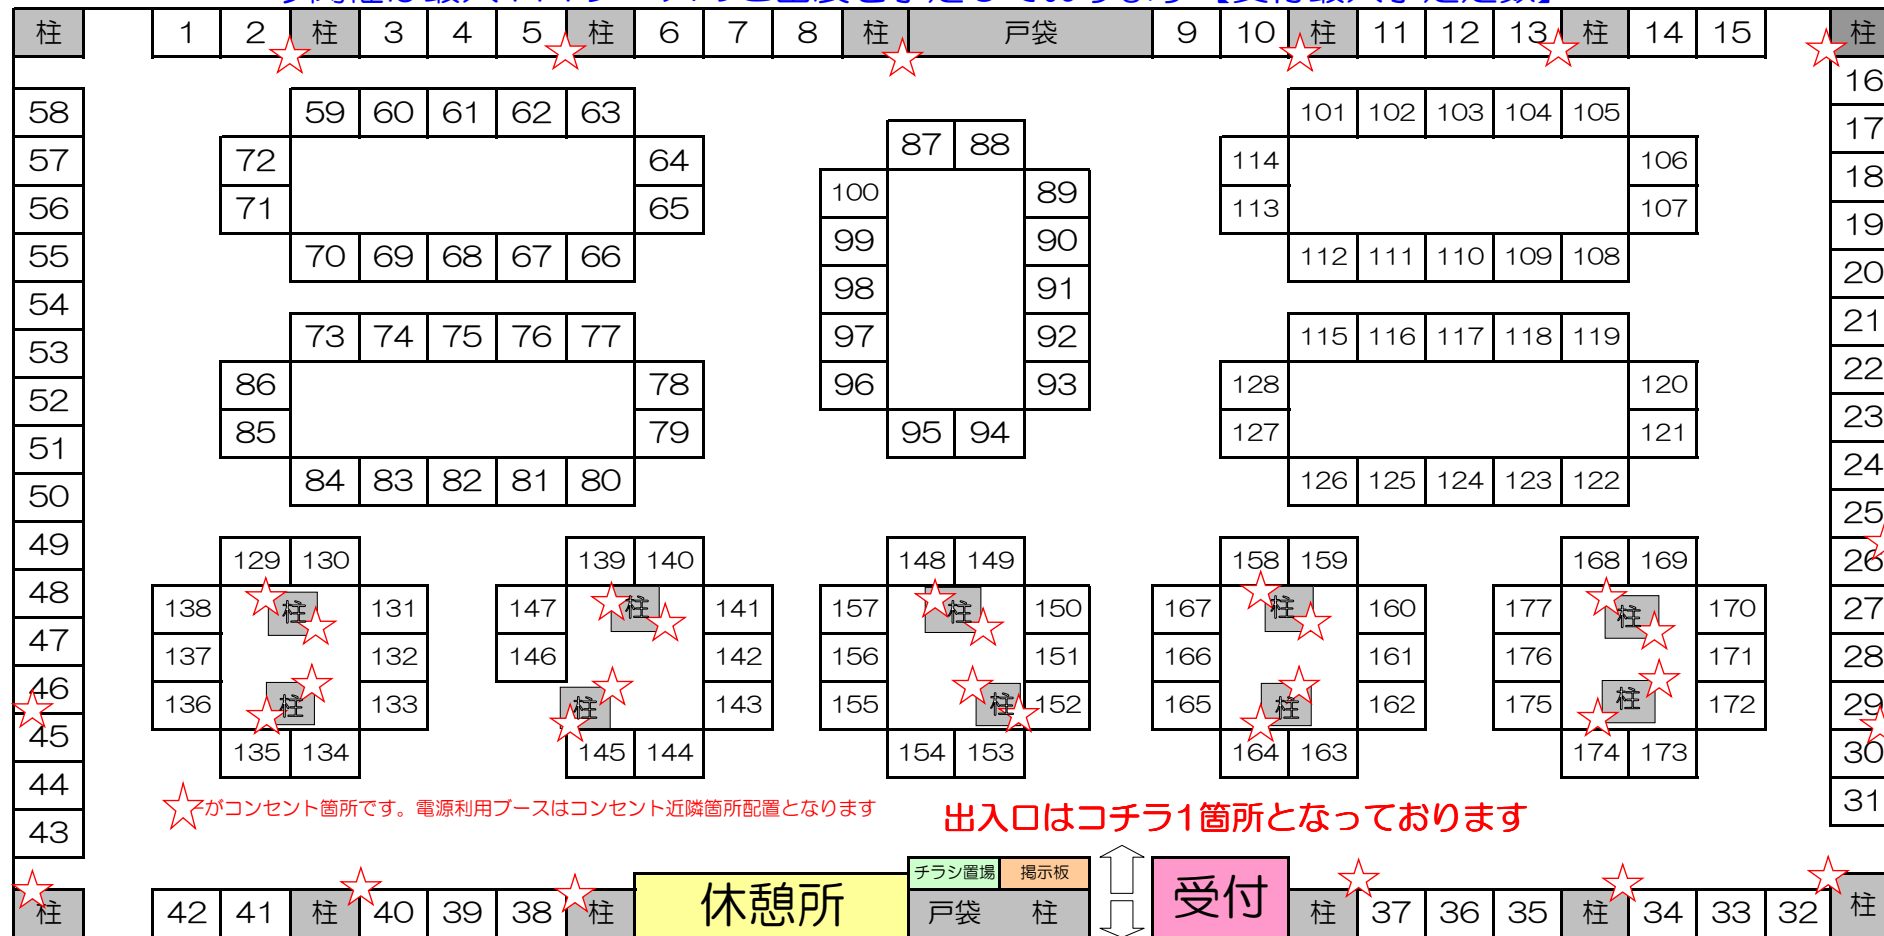 柱 1 2 柱 3 4 5 柱 6 7 8 柱 戸袋 9 10 柱 11 12 13 柱 14 15 柱
16
58 59 60 61 62 63 101 102 103 104 105
17
87 88
57 72 64 114 106
18
100 89
56 71 65 113 107
19
99 90
55 70 69 68 67 66 112 111 110 109 108
20
98 91
54
21
53 73 74 75 76 77 97 92 115 116 117 118 119
22
52 86 78 96 93 128 120
23
51 85 79 95 94 127 121
24
50 84 83 82 81 80 126 125 124 123 122
25
49 129 130 139 140 148 149 158 159 168 169
26
48 138 柱 131 147 柱 141 157 柱 150 167 柱 160 177 柱 170
27
47 137 132 146 142 156 151 166 161 176 171
28
46 136 柱 133 柱 143 155 柱 152 165 柱 162 175 柱 172
29
45 135 134 145 144 154 153 164 163 174 173
30
44
31
がコンセント箇所です。電源利用ブースはコンセント近隣箇所配置となります
出入口はコチラ1箇所となっております
43
チラシ置場 掲示板
柱 42 41 柱 40 39 38 柱 休憩所 戸袋 柱 受付 柱 37 36 35 柱 34 33 32 柱